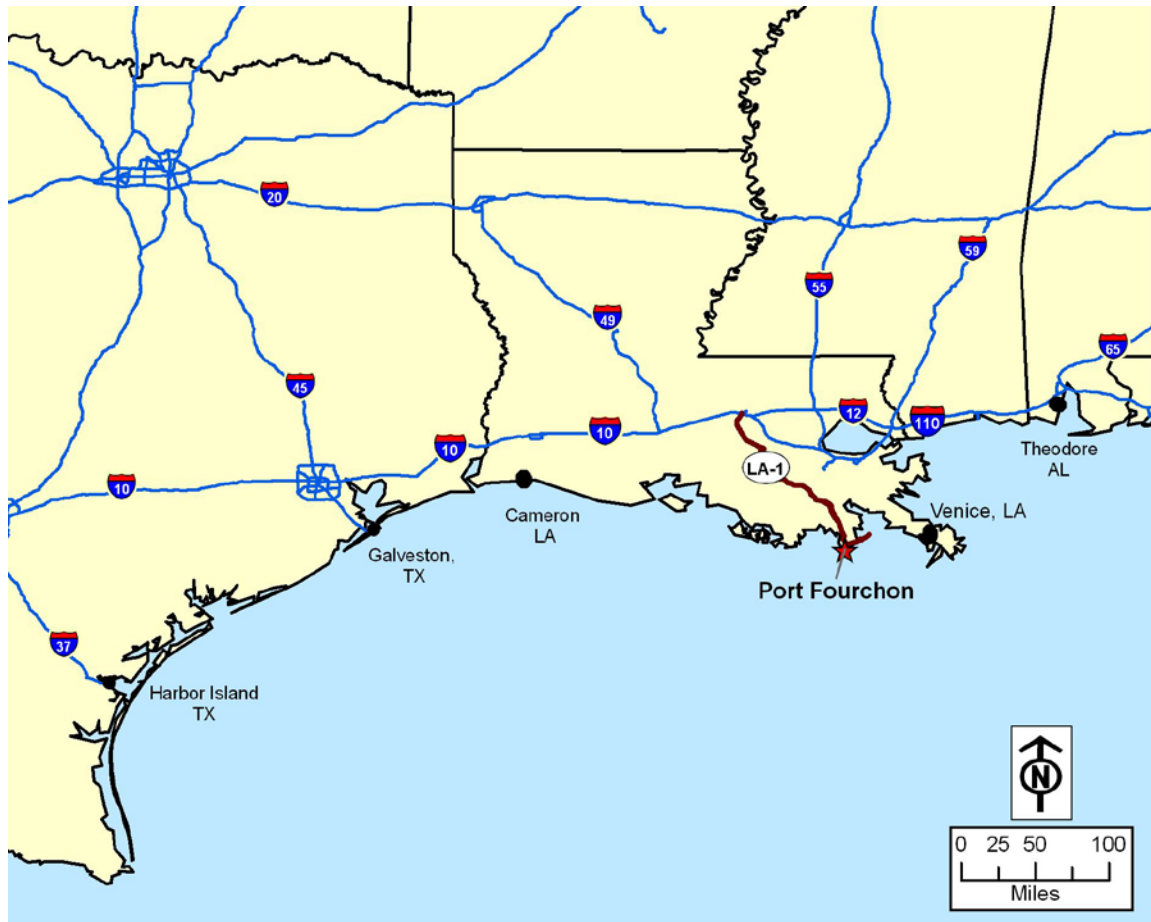 20
59
55
49
65
45
12
110
10
10
10
LA-1
Theodore
AL
Cameron
LA
Venice, LA
Galveston,
TX
Port Fourchon
37
Harbor Island
TX
N
0 25 50 100
Miles